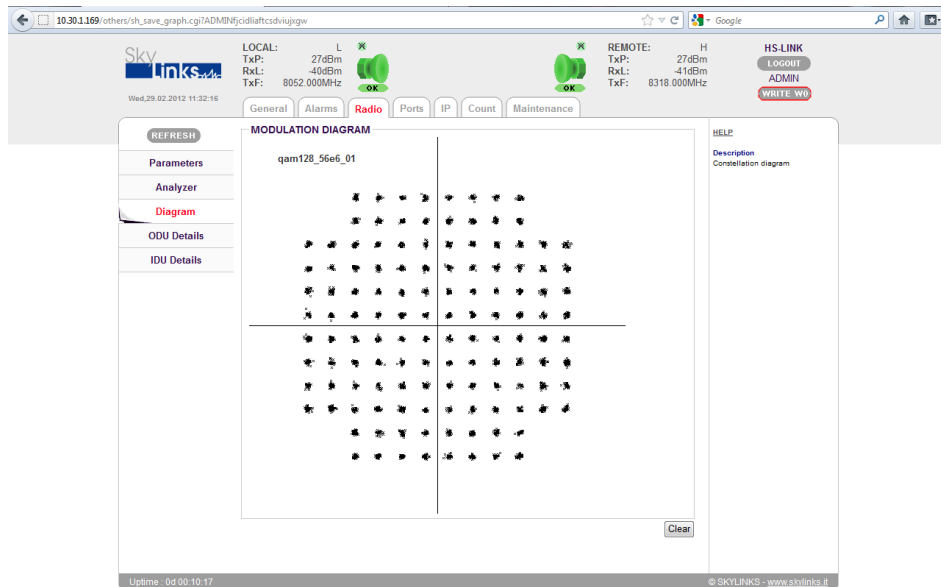 10.30.1.169/others/sh_save_graph.cgi?ADMINfjcidliaftcsdviujxgw
Google
Sky
Links
Wed,29.02.2012 11:32:16
LOCAL: L
TxP: 27dBm
RxL: -40dBm
TxF: 8052.000MHz
OK
OK
REMOTE: H
TxP: 27dBm
RxL: -41dBm
TxF: 8318.000MHz
HS-LINK
LOGOUT
ADMIN
WRITE W0
General
Alarms
Radio
Ports
IP
Count
Maintenance
REFRESH
Parameters
Analyzer
Diagram
ODU Details
IDU Details
MODULATION DIAGRAM
qam128_56e6_01
HELP
Description
Constellation diagram
Clear
Uptime : 0d 00:10:17
© SKYLINKS - www.skylinks.it